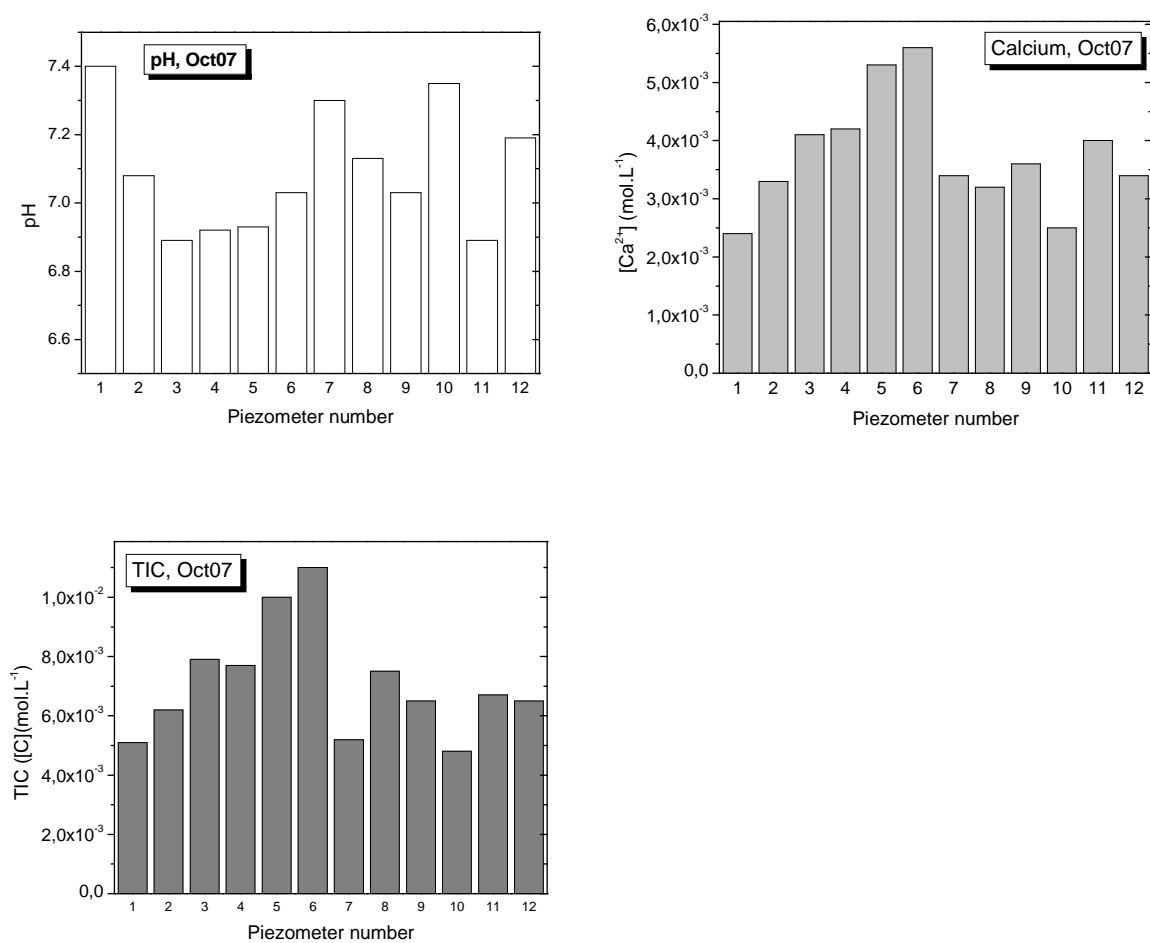 pH, Oct07
7.4
7.2
7.0
6.8
6.6
pH
1 2 3 4 5 6 7 8 9 10 11 12
Piezometer number
Calcium, Oct07
6,0x10⁻³
5,0x10⁻³
4,0x10⁻³
3,0x10⁻³
2,0x10⁻³
1,0x10⁻³
0,0
[Ca²⁺] (mol.L⁻¹)
1 2 3 4 5 6 7 8 9 10 11 12
Piezometer number
TIC, Oct07
1,0x10⁻²
8,0x10⁻³
6,0x10⁻³
4,0x10⁻³
2,0x10⁻³
0,0
TIC ([C](mol.L⁻¹)
1 2 3 4 5 6 7 8 9 10 11 12
Piezometer number